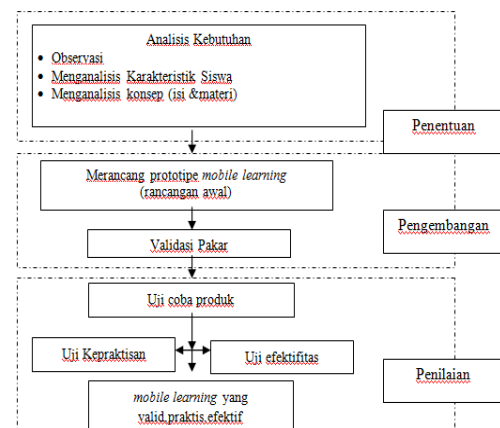 Analisis Kebutuhan
• Observasi
• Menganalisis Karakteristik Siswa
• Menganalisis konsep (isi &materi)
Penentuan
Merancang prototipe mobile learning
(rancangan awal)
Pengembangan
Validasi Pakar
Uji coba produk
Uji Kepraktisan
Uji efektifitas
Penilaian
mobile learning yang
valid,praktis,efektif